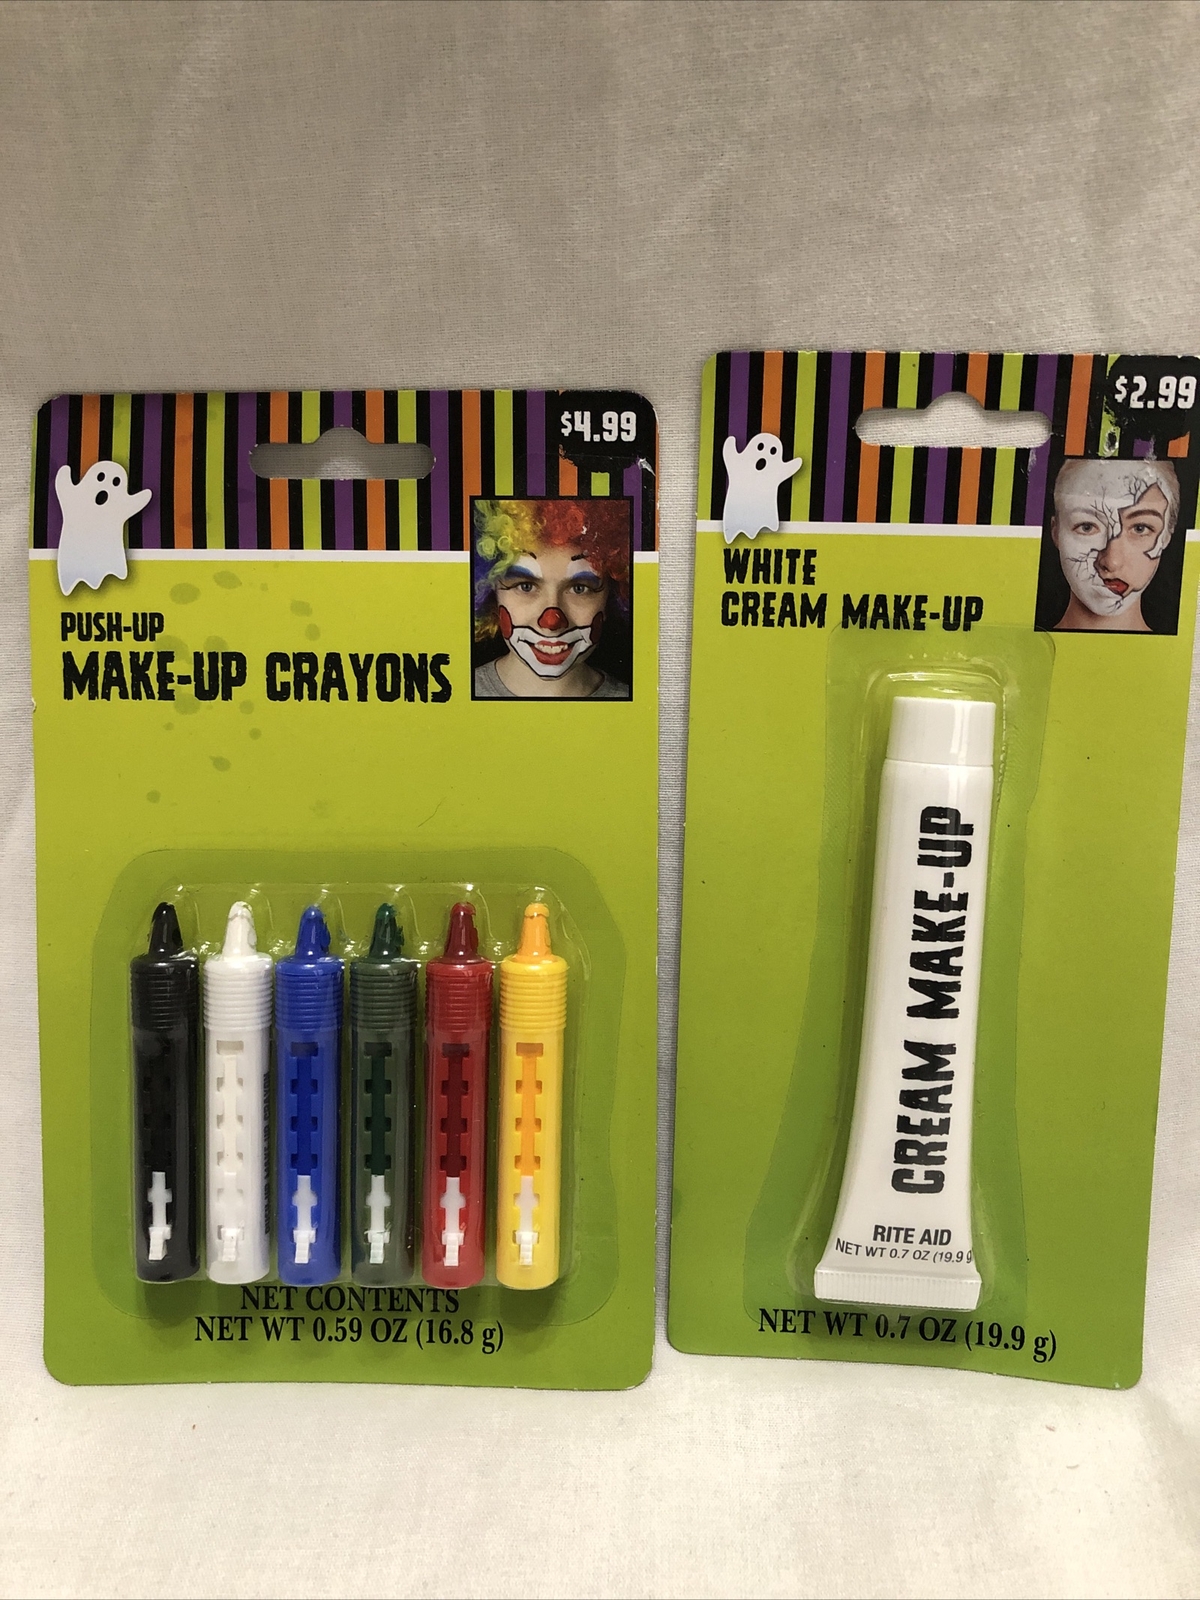 $4.99
PUSH-UP
MAKE-UP CRAYONS
NET CONTENTS
NET WT 0.59 OZ (16.8 g)
$2.99
WHITE
CREAM MAKE-UP
CREAM MAKE-UP
RITE AID
NET WT 0.7 OZ (19.9 g
NET WT 0.7 OZ (19.9 g)